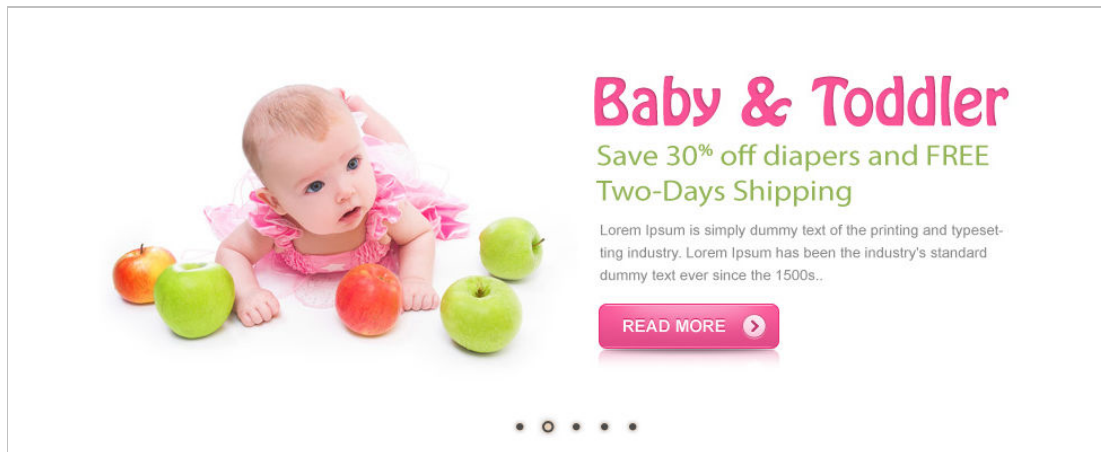 Baby & Toddler
Save 30% off diapers and FREE
Two-Days Shipping
Lorem Ipsum is simply dummy text of the printing and typeset-
ting industry. Lorem Ipsum has been the industry's standard
dummy text ever since the 1500s..
READ MORE